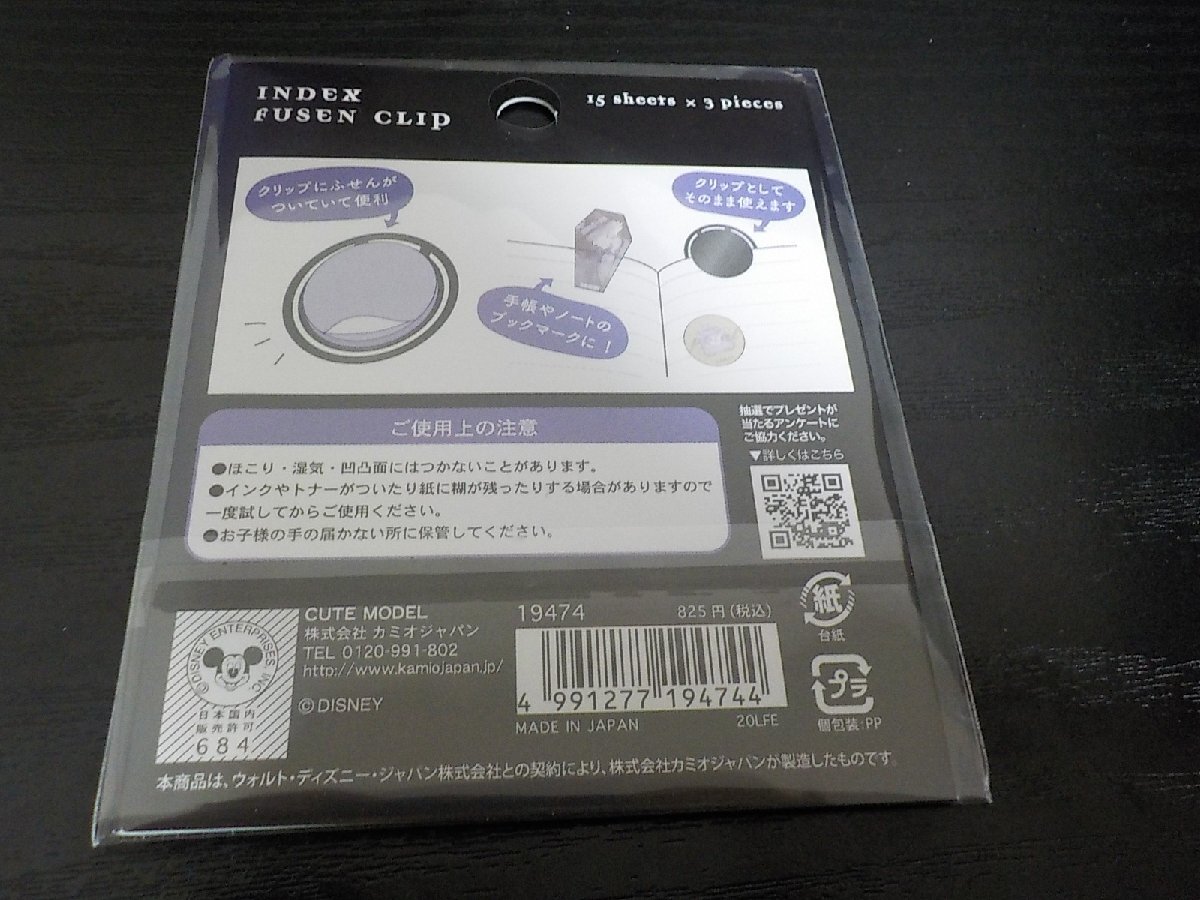 INDEX
FUSEN CLIP
15 sheets × 3 pieces
クリップにふせんが
ついていて便利
クリップとして
そのまま使えます
手帳やノートの
ブックマークに！
ご使用上の注意
●ほこり・湿気・凹凸面にはつかないことがあります。
●インクやトナーがついたり紙に糊が残ったりする場合がありますので
一度試してからご使用ください。
●お子様の手の届かない所に保管してください。
抽選でプレゼントが
当たるアンケートに
ご協力ください。
▼詳しくはこちら
©DISNEY ENTERPRISES, INC.
日本国内
販売許可
684
CUTE MODEL
株式会社 カミオジャパン
TEL 0120-991-802
http://www.kamiojapan.jp/
©DISNEY
19474
825円(税込)
4 991277 194744
MADE IN JAPAN
20LFE
紙
台紙
プラ
個包装:PP
本商品は、ウォルト・ディズニー・ジャパン株式会社との契約により、株式会社カミオジャパンが製造したものです。